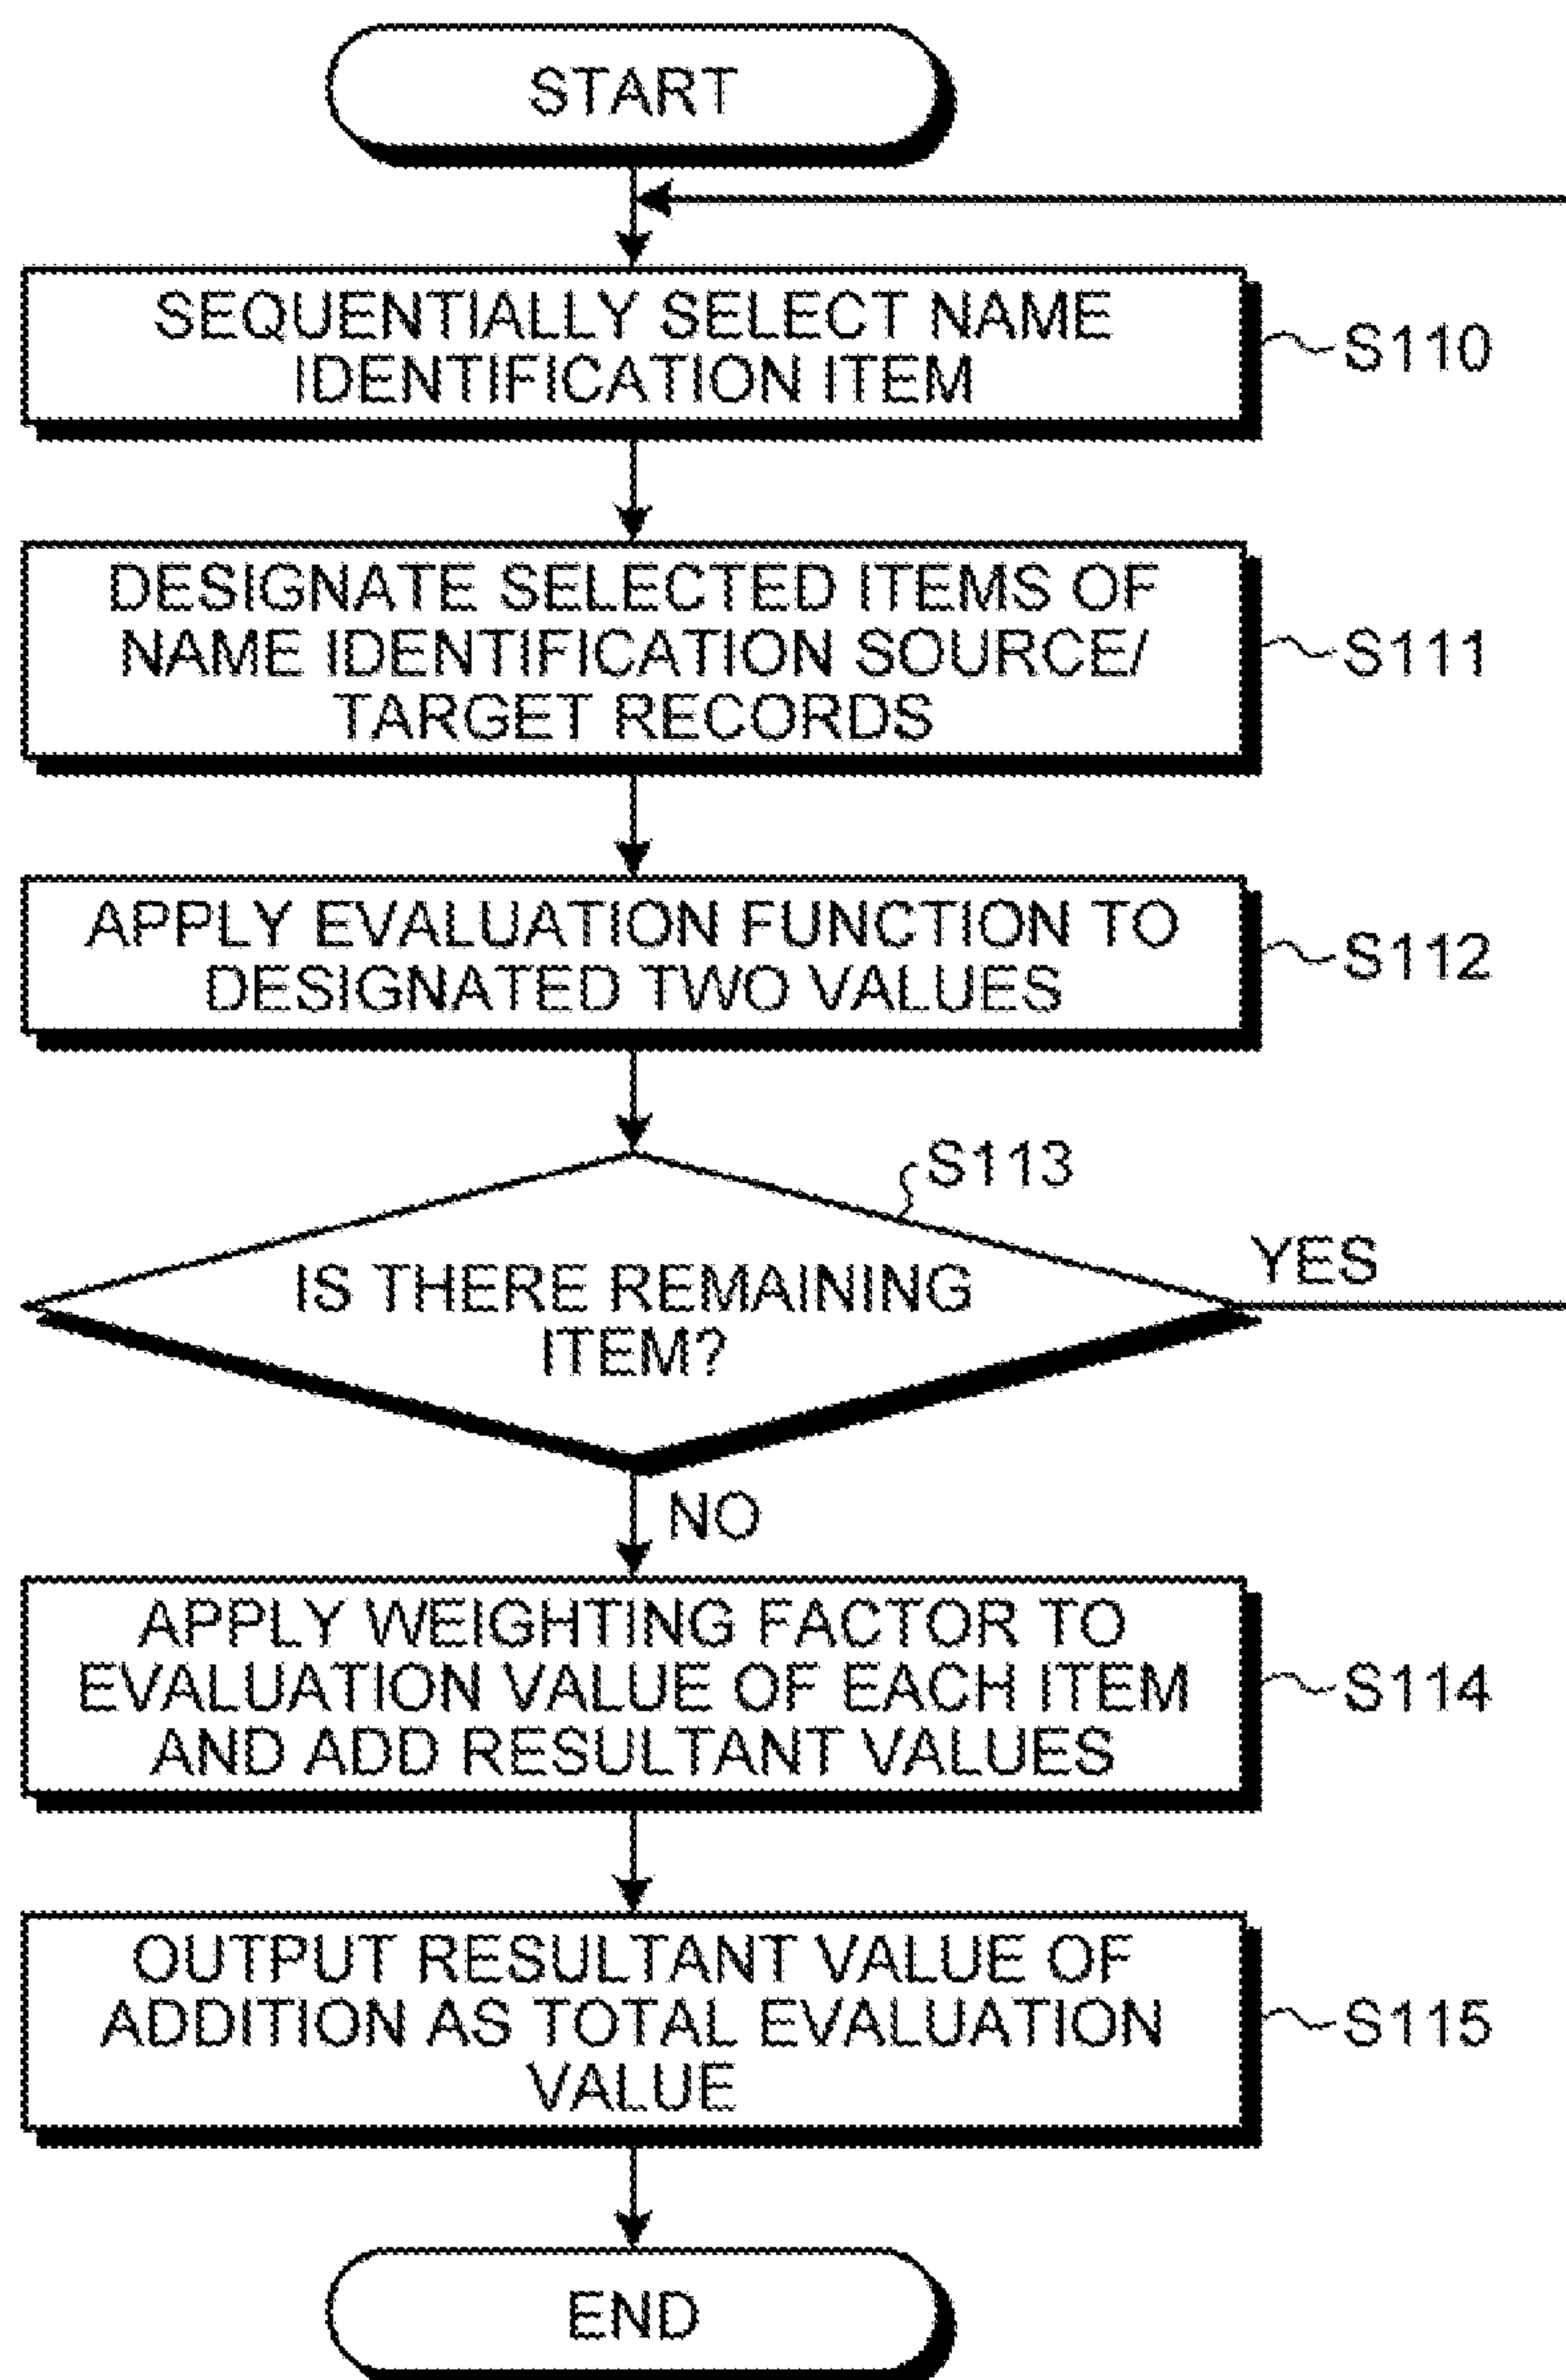 START
SEQUENTIALLY SELECT NAME
IDENTIFICATION ITEM
S110
DESIGNATE SELECTED ITEMS OF
NAME IDENTIFICATION SOURCE/
TARGET RECORDS
S111
APPLY EVALUATION FUNCTION TO
DESIGNATED TWO VALUES
S112
S113
IS THERE REMAINING
ITEM?
YES
NO
APPLY WEIGHTING FACTOR TO
EVALUATION VALUE OF EACH ITEM
AND ADD RESULTANT VALUES
S114
OUTPUT RESULTANT VALUE OF
ADDITION AS TOTAL EVALUATION
VALUE
S115
END